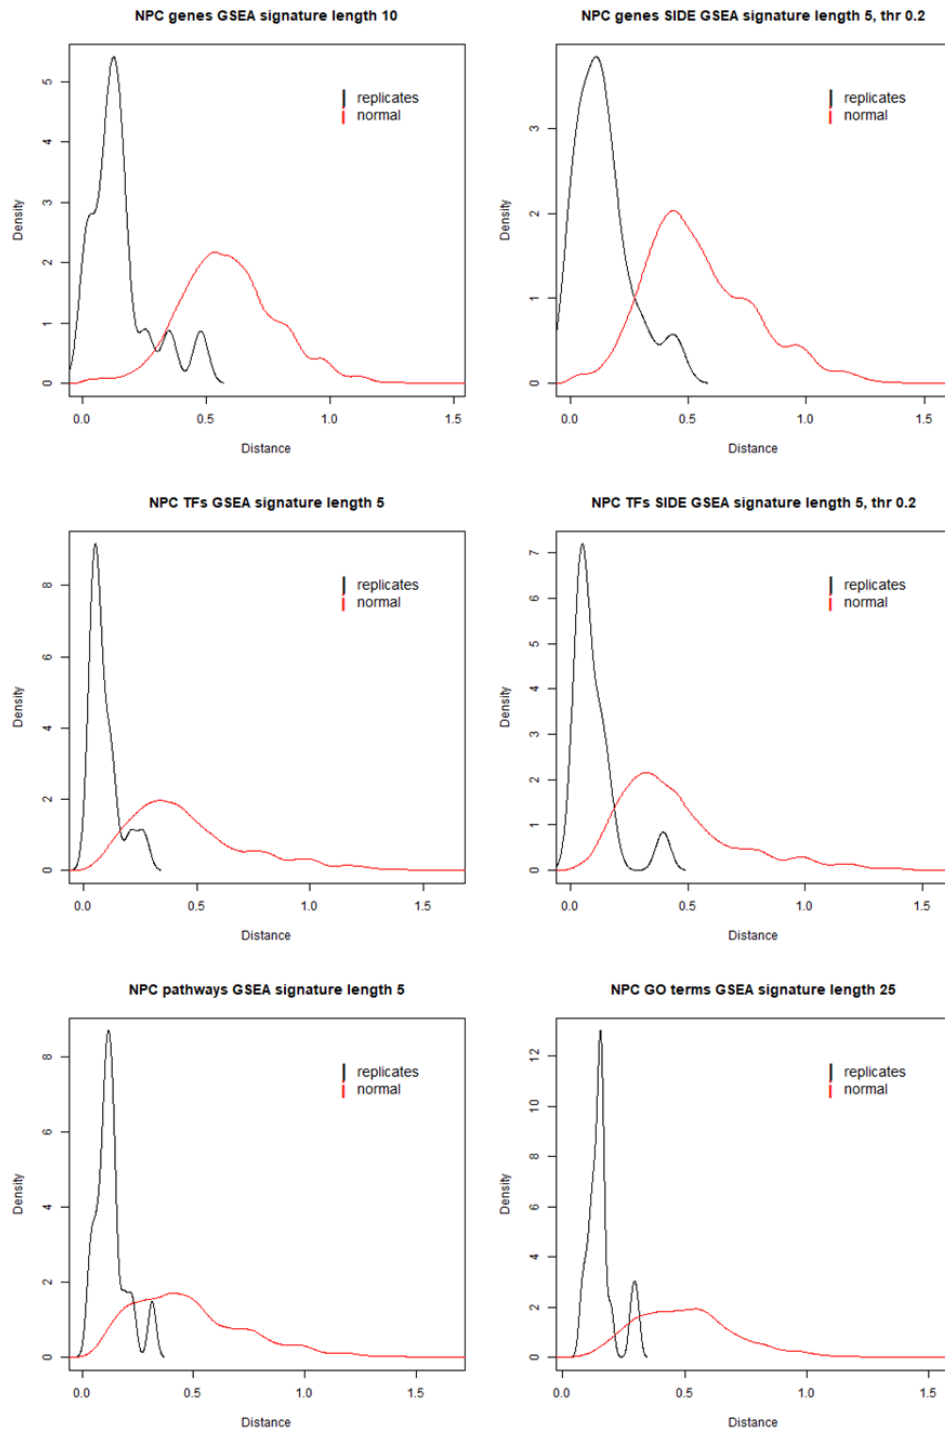 NPC genes GSEA signature length 10
Density
0
1
2
3
4
5
replicates
normal
0.0 0.5 1.0 1.5
Distance
NPC genes SIDE GSEA signature length 5, thr 0.2
Density
0
1
2
3
replicates
normal
0.0 0.5 1.0 1.5
Distance
NPC TFs GSEA signature length 5
Density
0
2
4
6
8
replicates
normal
0.0 0.5 1.0 1.5
Distance
NPC TFs SIDE GSEA signature length 5, thr 0.2
Density
0
1
2
3
4
5
6
7
replicates
normal
0.0 0.5 1.0 1.5
Distance
NPC pathways GSEA signature length 5
Density
0
2
4
6
8
replicates
normal
0.0 0.5 1.0 1.5
Distance
NPC GO terms GSEA signature length 25
Density
0
2
4
6
8
10
12
replicates
normal
0.0 0.5 1.0 1.5
Distance